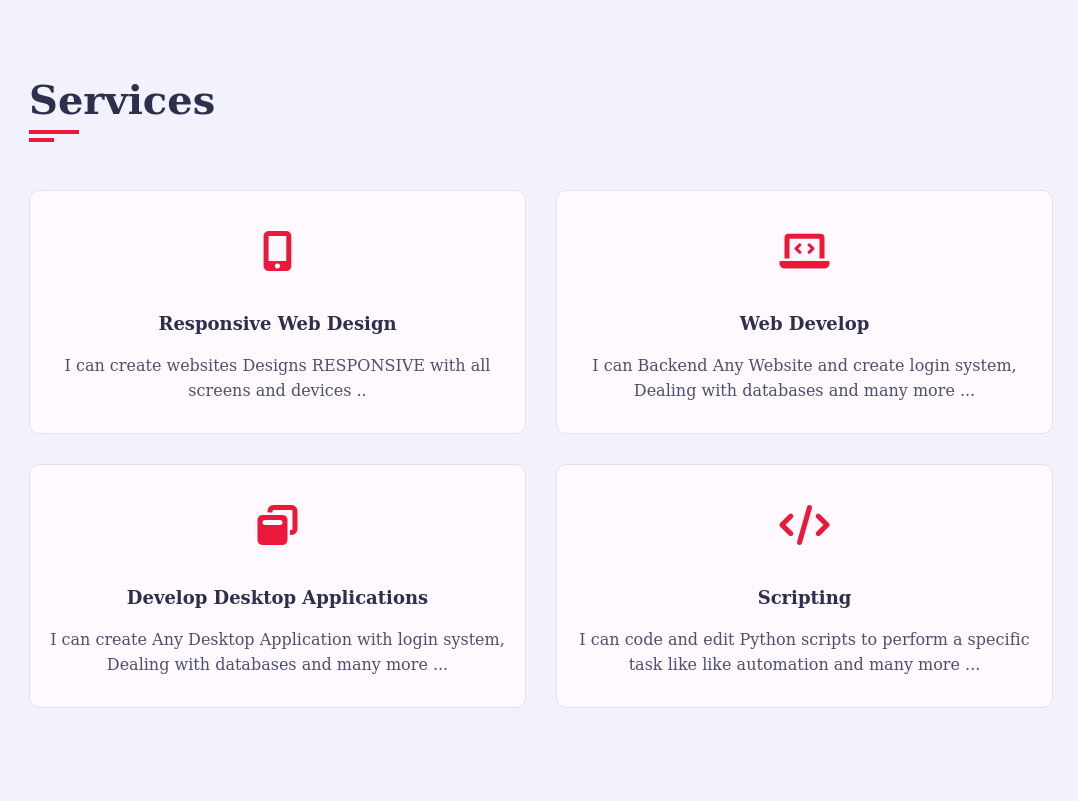 Services
Responsive Web Design
I can create websites Designs RESPONSIVE with all
screens and devices ..
Web Develop
I can Backend Any Website and create login system,
Dealing with databases and many more ...
Develop Desktop Applications
I can create Any Desktop Application with login system,
Dealing with databases and many more ...
Scripting
I can code and edit Python scripts to perform a specific
task like like automation and many more ...